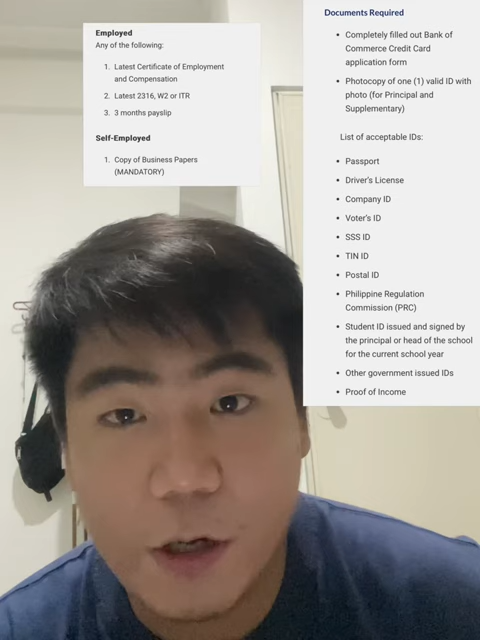 Employed
Any of the following:
1. Latest Certificate of Employment
and Compensation
2. Latest 2316, W2 or ITR
3. 3 months payslip
Self-Employed
1. Copy of Business Papers
(MANDATORY)
Documents Required
• Completely filled out Bank of
Commerce Credit Card
application form
• Photocopy of one (1) valid ID with
photo (for Principal and
Supplementary)
List of acceptable IDs:
• Passport
• Driver's License
• Company ID
• Voter's ID
• SSS ID
• TIN ID
• Postal ID
• Philippine Regulation
Commission (PRC)
• Student ID issued and signed by
the principal or head of the school
for the current school year
• Other government issued IDs
• Proof of Income